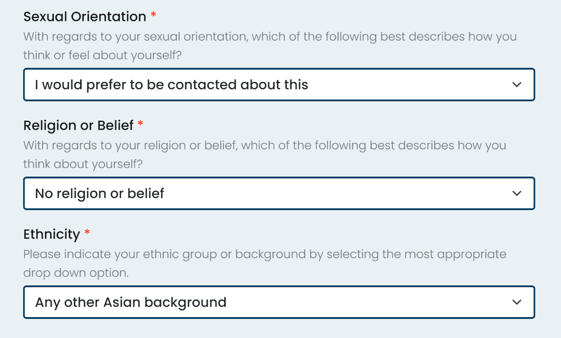 Sexual Orientation *
With regards to your sexual orientation, which of the following best describes how you
think or feel about yourself?
I would prefer to be contacted about this
Religion or Belief *
With regards to your religion or belief, which of the following best describes how you
think about yourself?
No religion or belief
Ethnicity *
Please indicate your ethnic group or background by selecting the most appropriate
drop down option.
Any other Asian background